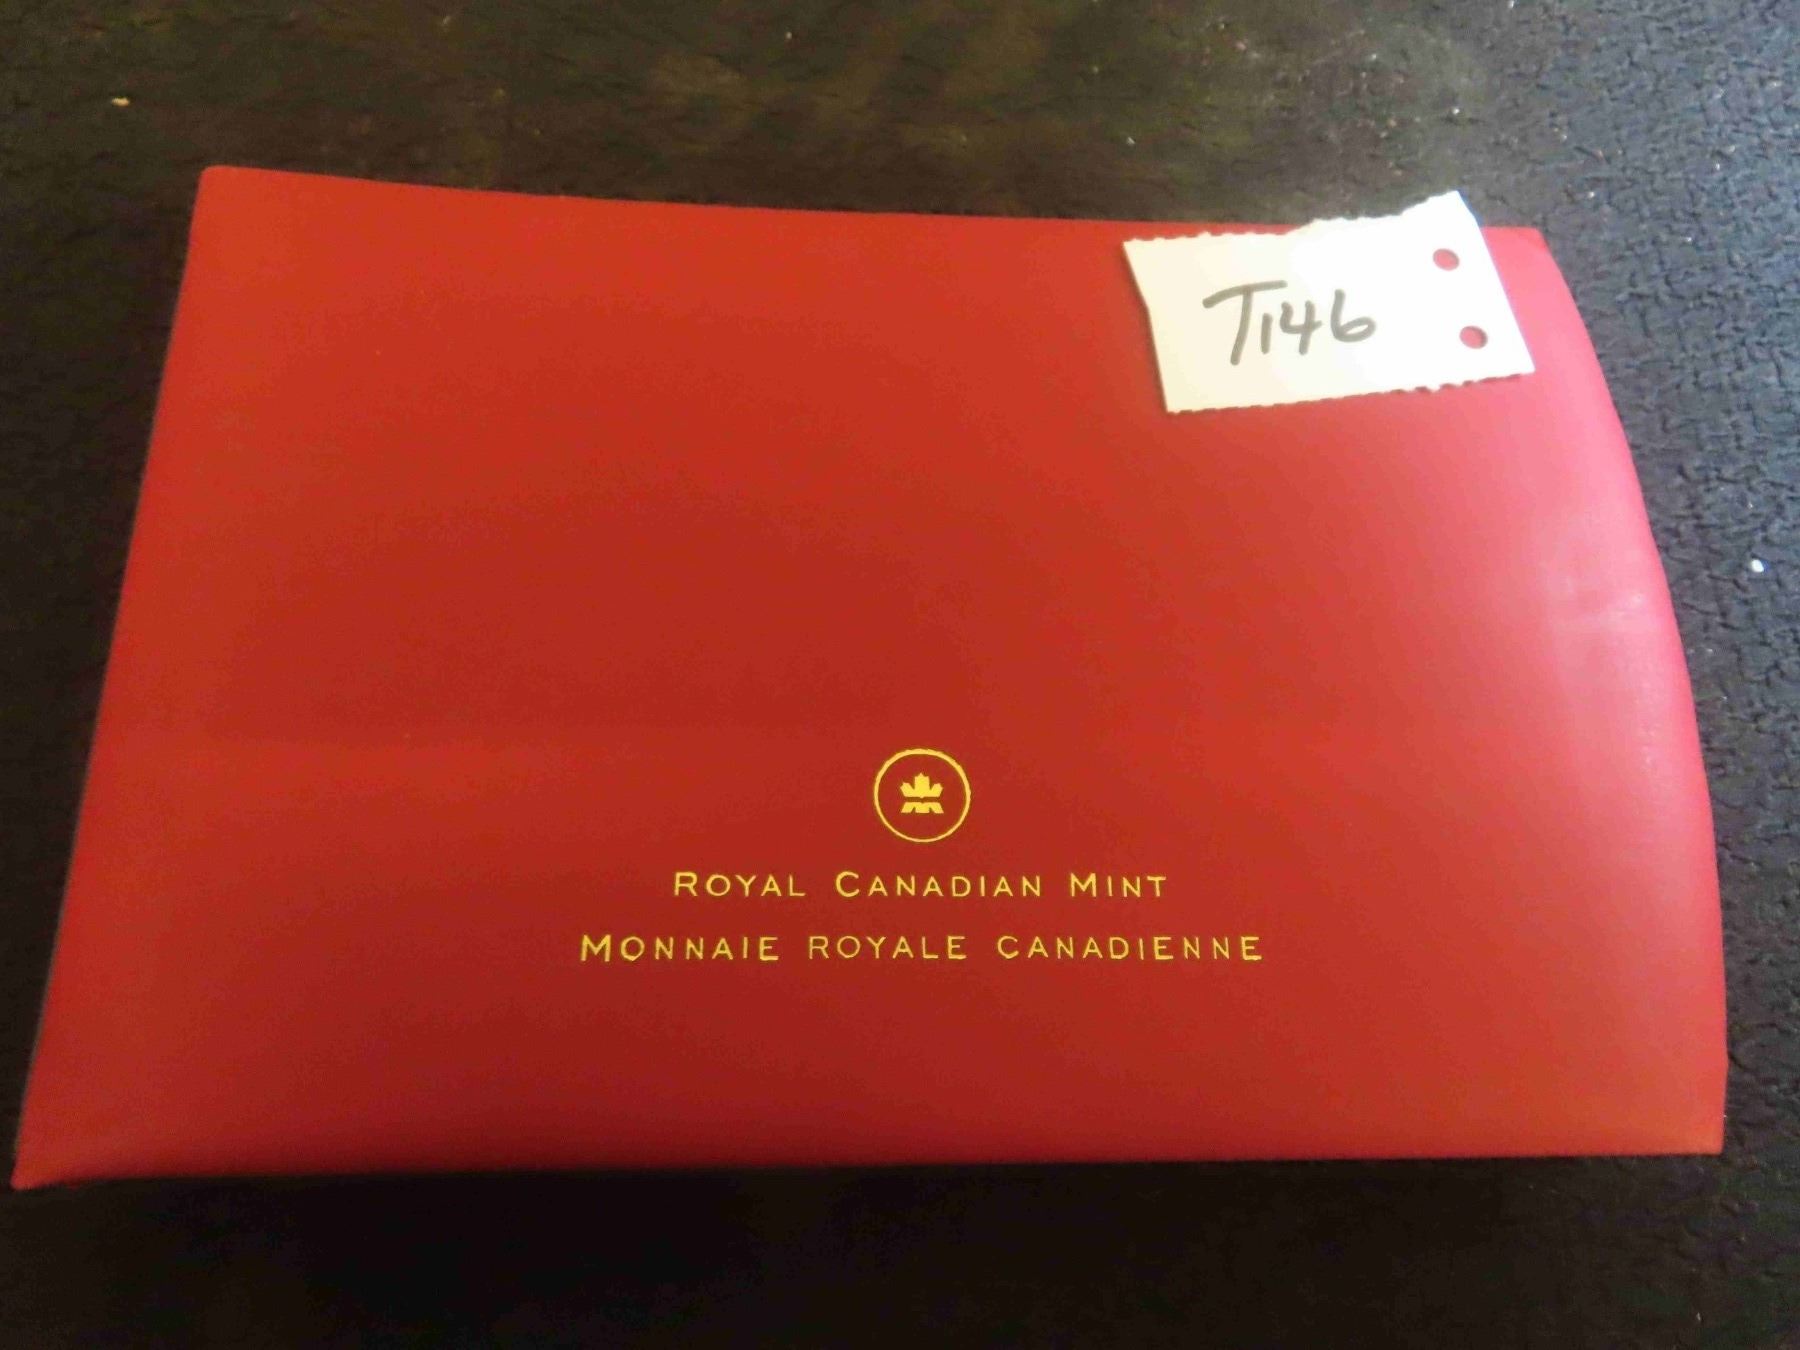 T146
ROYAL CANADIAN MINT
MONNAIE ROYALE CANADIENNE